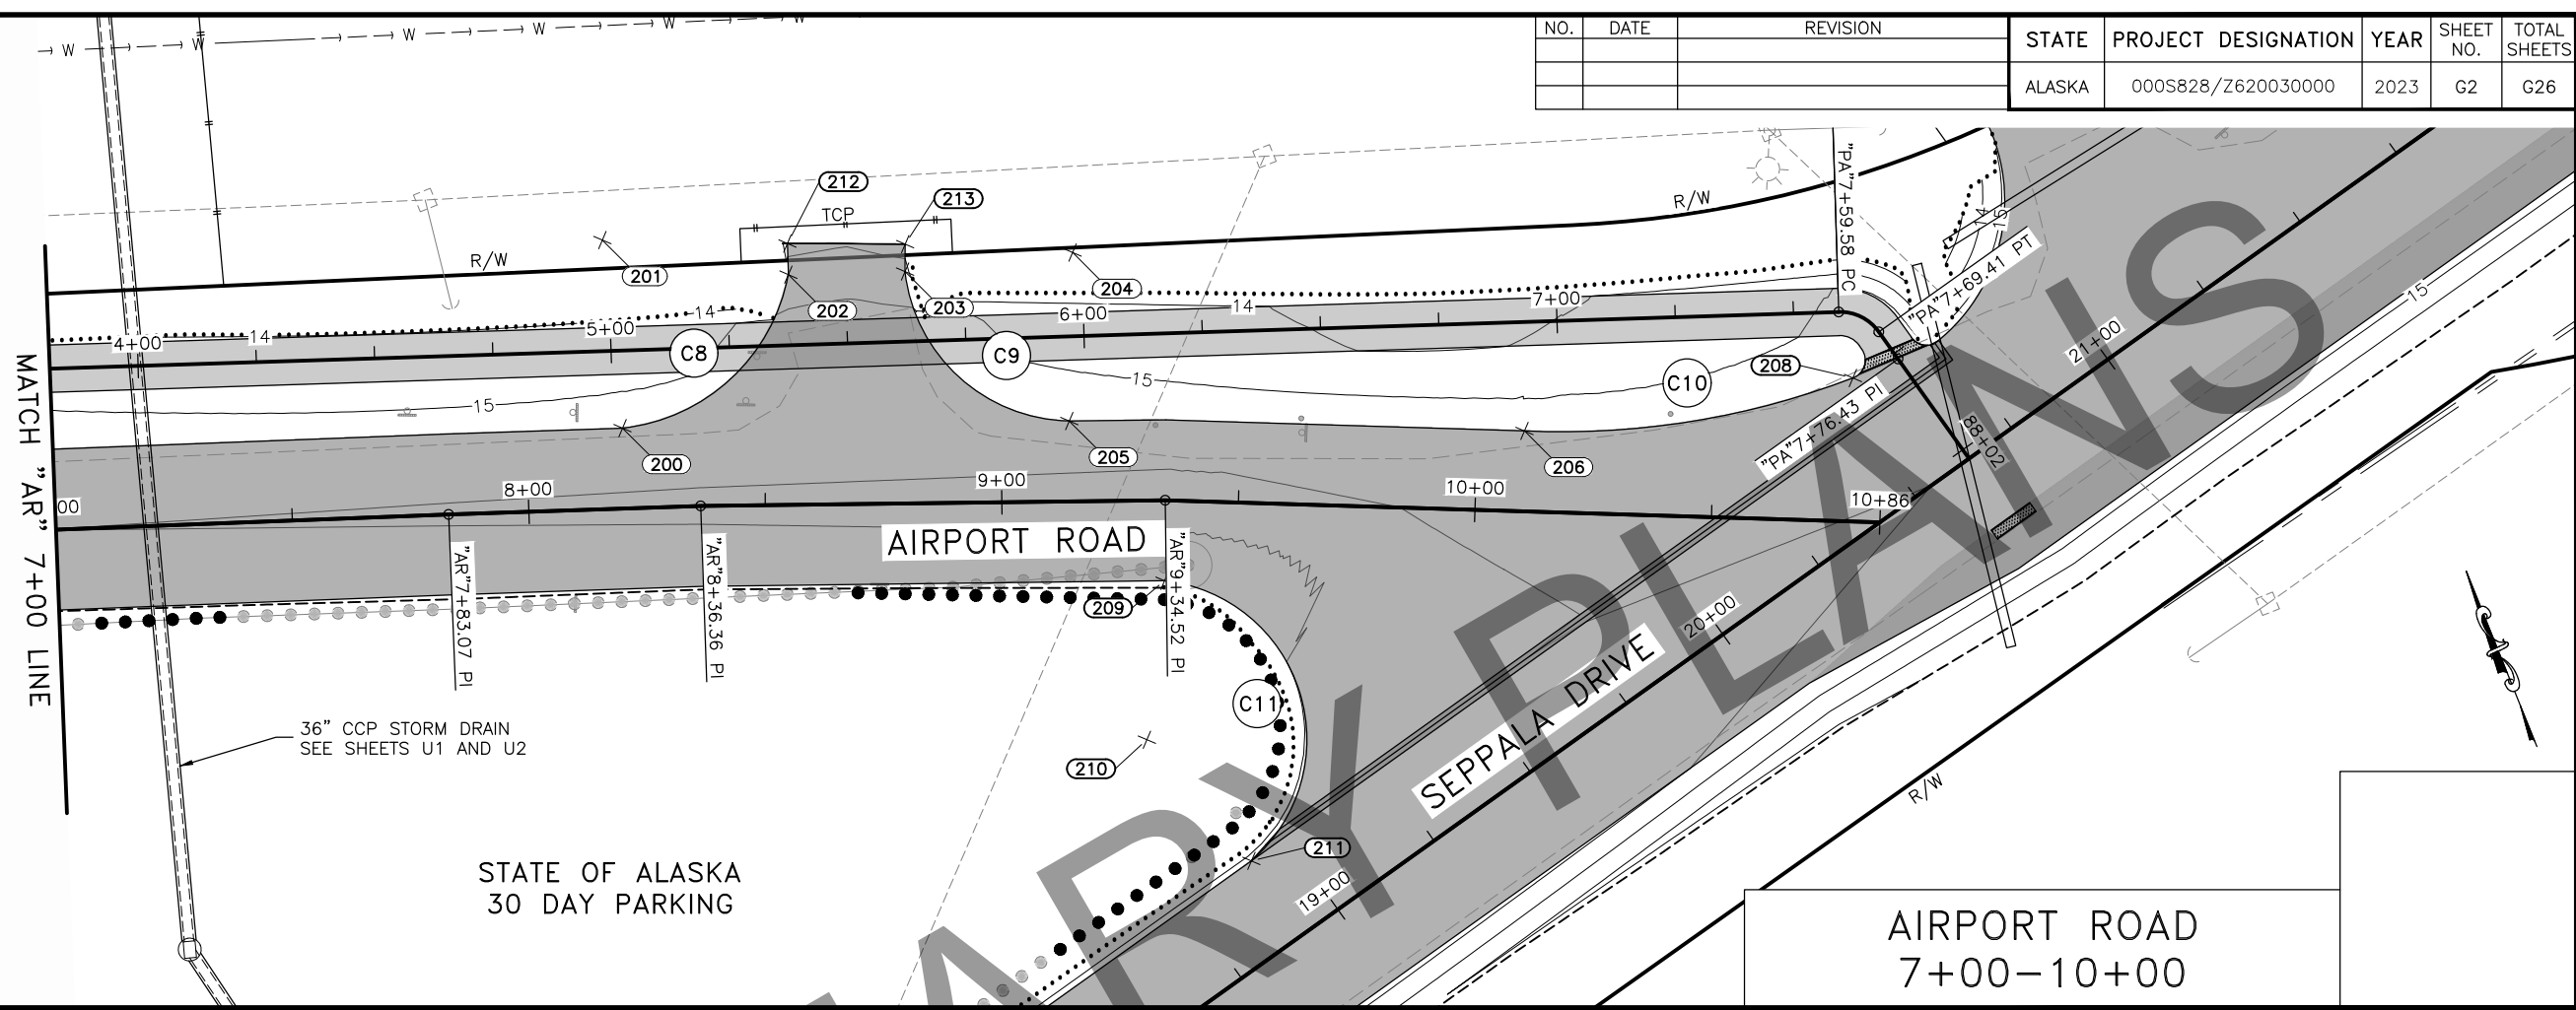 NO. DATE REVISION
STATE PROJECT DESIGNATION YEAR SHEET NO. TOTAL SHEETS
ALASKA 000S828/Z620030000 2023 G2 G26
W W W W W W
212
213
TCP
R/W
R/W
201
204
202
203
"PA"7+59.58 PC
"PA"7+69.41 PT
14
15
4+00
14
5+00
14
6+00
14
7+00
C8
C9
C10
208
15
15
15
21+00
200
205
206
"PA"7+76.43 PI
88+02
MATCH "AR" 7+00 LINE
00
8+00
9+00
10+00
10+86
AIRPORT ROAD
"AR"7+83.07 PI
"AR"8+36.36 PI
"AR"9+34.52 PI
209
20+00
C11
SEPPALA DRIVE
36" CCP STORM DRAIN
SEE SHEETS U1 AND U2
210
211
19+00
R/W
STATE OF ALASKA
30 DAY PARKING
ARY PLANS
AIRPORT ROAD
7+00-10+00